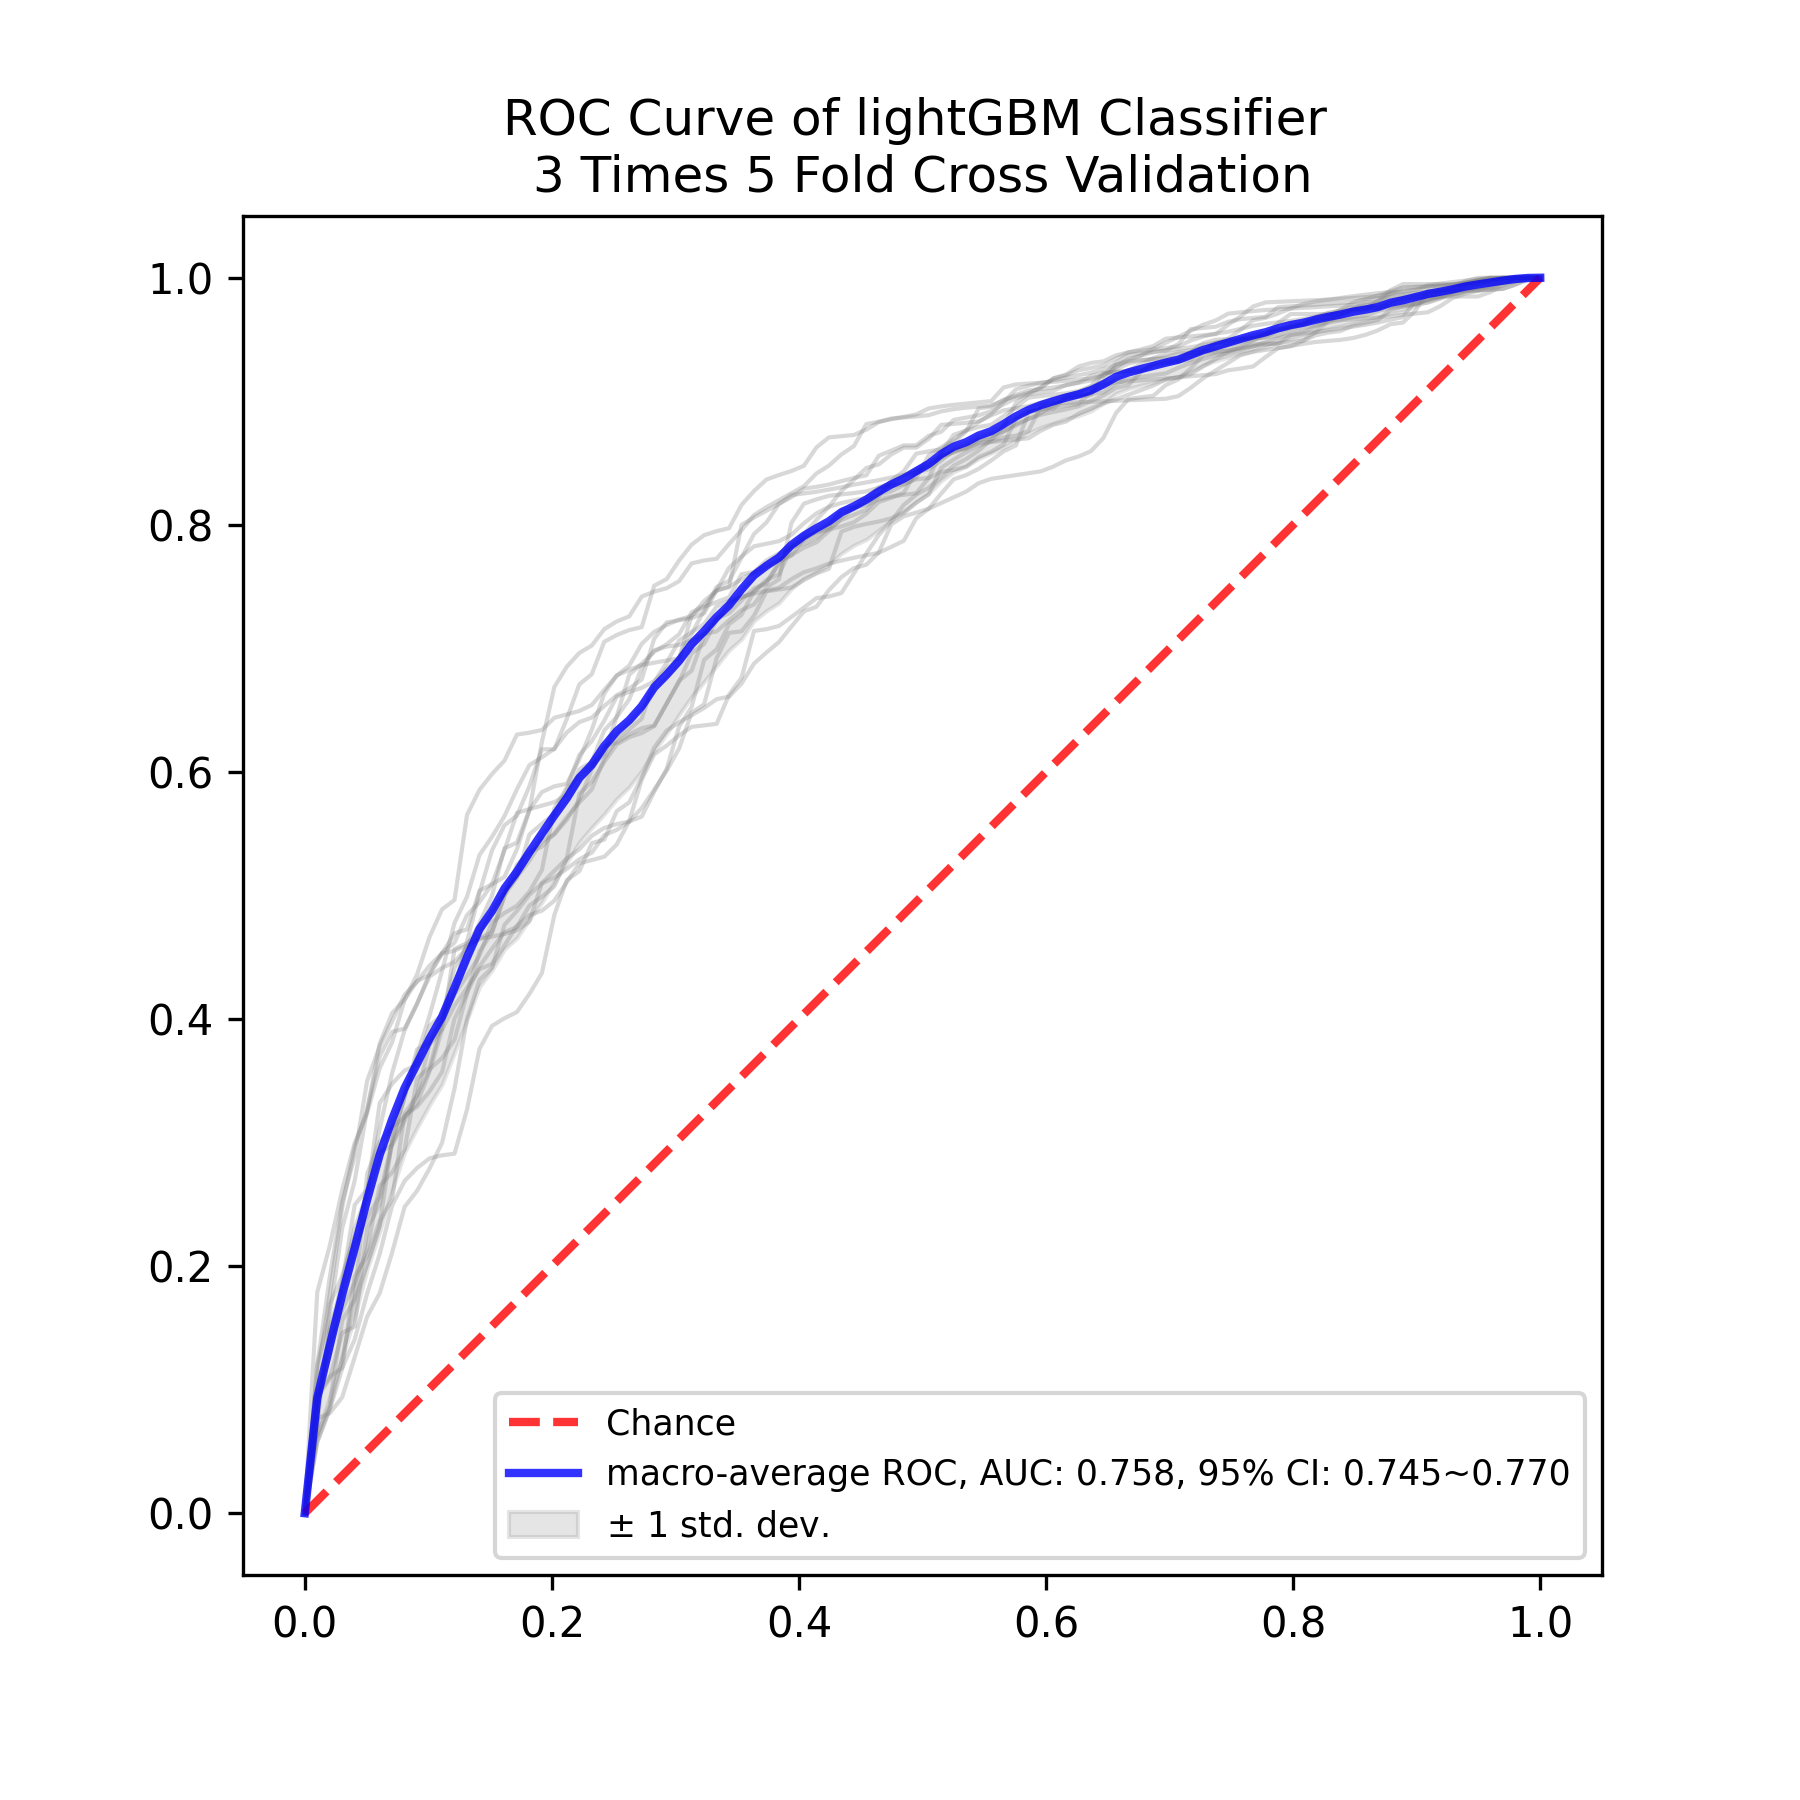 ROC Curve of lightGBM Classifier
3 Times 5 Fold Cross Validation
1.0
0.8
0.6
0.4
0.2
0.0
Chance
macro-average ROC, AUC: 0.758, 95% CI: 0.745~0.770
± 1 std. dev.
0.0 0.2 0.4 0.6 0.8 1.0